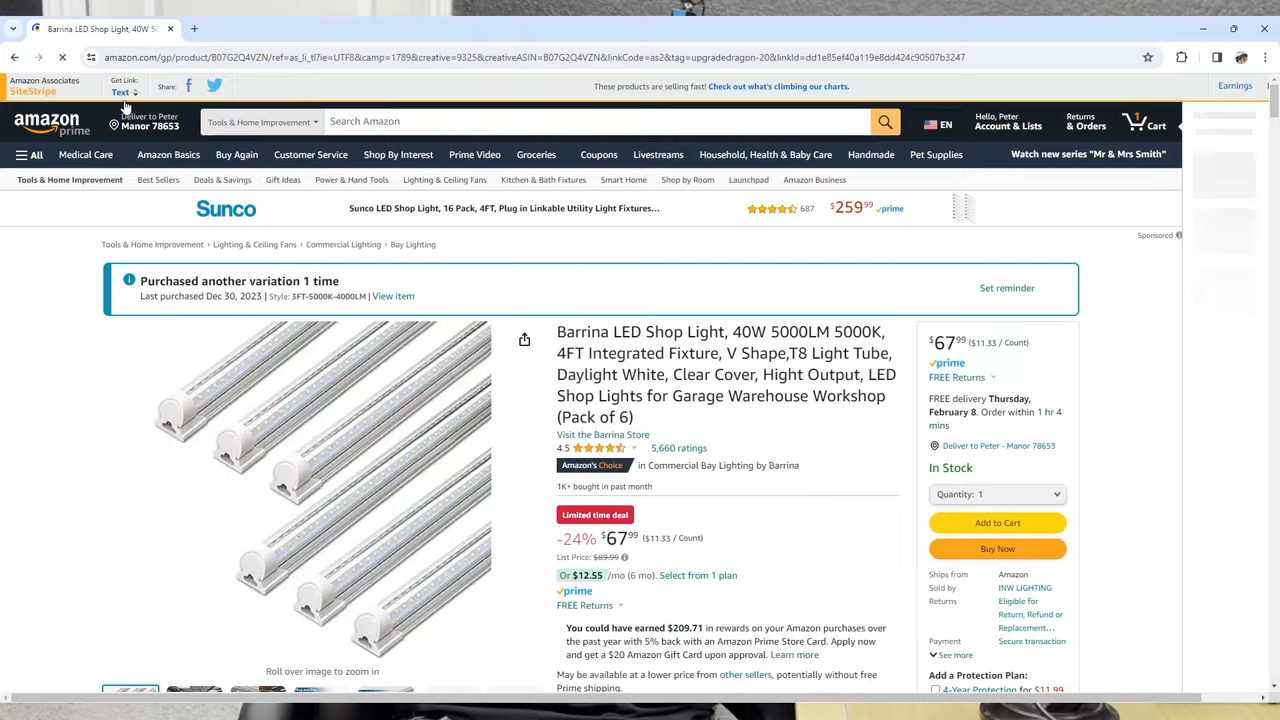 Barrina LED Shop Light, 40W 50
amazon.com/gp/product/B07G2Q4VZN/ref=as_li_tl?ie=UTF8&camp=1789&creative=9325&creativeASIN=B07G2Q4VZN&linkCode=as2&tag=upgradedragon-20&linkId=dd1e85ef40a119e8dd424c90507b3247
Amazon Associates
SiteStripe
Get Link:
Text
Share:
These products are selling fast! Check out what's climbing our charts.
Earnings
amazon prime
Deliver to Peter
Manor 78653
Tools & Home Improvement
Search Amazon
EN
Hello, Peter
Account & Lists
Returns
& Orders
1
Cart
All Medical Care Amazon Basics Buy Again Customer Service Shop By Interest Prime Video Groceries Coupons Livestreams Household, Health & Baby Care Handmade Pet Supplies Watch new series "Mr & Mrs Smith"
Tools & Home Improvement Best Sellers Deals & Savings Gift Ideas Power & Hand Tools Lighting & Ceiling Fans Kitchen & Bath Fixtures Smart Home Shop by Room Launchpad Amazon Business
Sunco Sunco LED Shop Light, 16 Pack, 4FT, Plug in Linkable Utility Light Fixtures... 687 $259.99 prime
Sponsored
Tools & Home Improvement › Lighting & Ceiling Fans › Commercial Lighting › Bay Lighting
Purchased another variation 1 time
Last purchased Dec 30, 2023 | Style: 3FT-5000K-4000LM | View item
Set reminder
Barrina LED Shop Light, 40W 5000LM 5000K,
4FT Integrated Fixture, V Shape,T8 Light Tube,
Daylight White, Clear Cover, Hight Output, LED
Shop Lights for Garage Warehouse Workshop
(Pack of 6)
Visit the Barrina Store
4.5 5,660 ratings
Amazon's Choice in Commercial Bay Lighting by Barrina
1K+ bought in past month
Limited time deal
-24% $67.99 ($11.33 / Count)
List Price: $89.99
Or $12.55 /mo (6 mo). Select from 1 plan
prime
FREE Returns
You could have earned $209.71 in rewards on your Amazon purchases over
the past year with 5% back with an Amazon Prime Store Card. Apply now
and get a $20 Amazon Gift Card upon approval. Learn more
May be available at a lower price from other sellers, potentially without free
Prime shipping.
Roll over image to zoom in
$67.99 ($11.33 / Count)
prime
FREE Returns
FREE delivery Thursday,
February 8. Order within 1 hr 4
mins
Deliver to Peter - Manor 78653
In Stock
Quantity: 1
Add to Cart
Buy Now
Ships from Amazon
Sold by INW LIGHTING
Returns Eligible for
Return, Refund or
Replacement...
Payment Secure transaction
See more
Add a Protection Plan:
4-Year Protection for $11.99